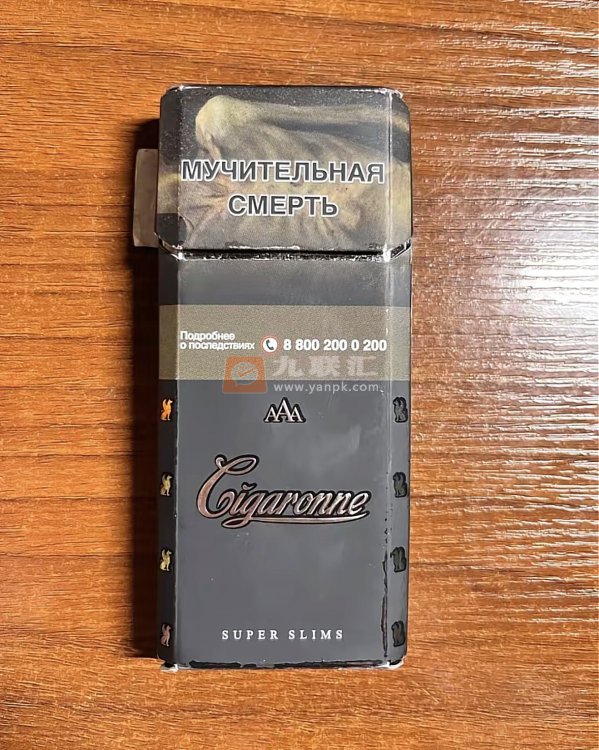 МУЧИТЕЛЬНАЯ
СМЕРТЬ
Подробнее
о последствиях 8 800 200 0 200
九联汇
www.yanpk.com
AAA
Cigaronne
SUPER SLIMS